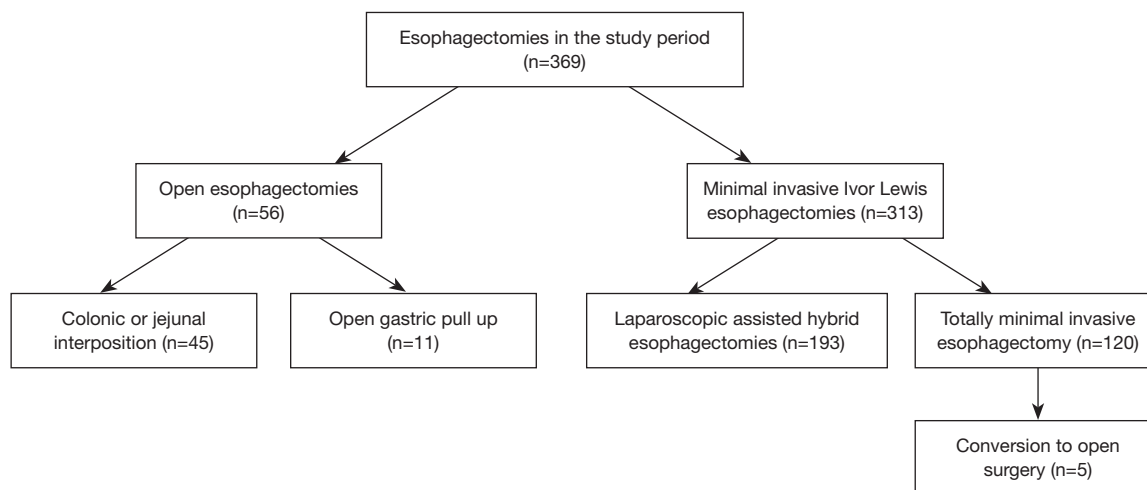 Esophagectomies in the study period
(n=369)
Open esophagectomies
(n=56)
Minimal invasive Ivor Lewis
esophagectomies (n=313)
Colonic or jejunal
interposition (n=45)
Open gastric pull up
(n=11)
Laparoscopic assisted hybrid
esophagectomies (n=193)
Totally minimal invasive
esophagectomy (n=120)
Conversion to open
surgery (n=5)